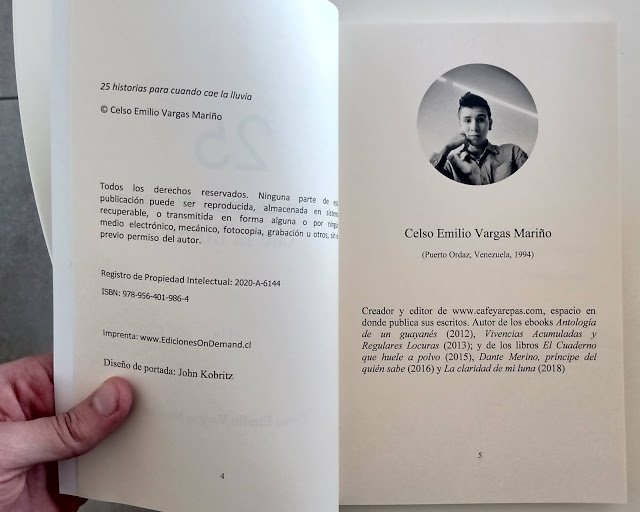 25 historias para cuando cae la lluvia
© Celso Emilio Vargas Mariño
Todos los derechos reservados. Ninguna parte de
publicación puede ser reproducida, almacenada en
recuperable, o transmitida en forma alguna o por
medio electrónico, mecánico, fotocopia, grabación u otros,
previo permiso del autor.
Registro de Propiedad Intelectual: 2020-A-6144
ISBN: 978-956-401-986-4
Imprenta: www.EdicionesOnDemand.cl
Diseño de portada: John Kobritz
4
Celso Emilio Vargas Mariño
(Puerto Ordaz, Venezuela, 1994)
Creador y editor de www.cafeyarepas.com, espacio en
donde publica sus escritos. Autor de los ebooks Antología
de un guayanés (2012), Vivencias Acumuladas y
Regulares Locuras (2013); y de los libros El Cuaderno
que huele a polvo (2015), Dante Merino, príncipe del
quién sabe (2016) y La claridad de mi luna (2018)
5